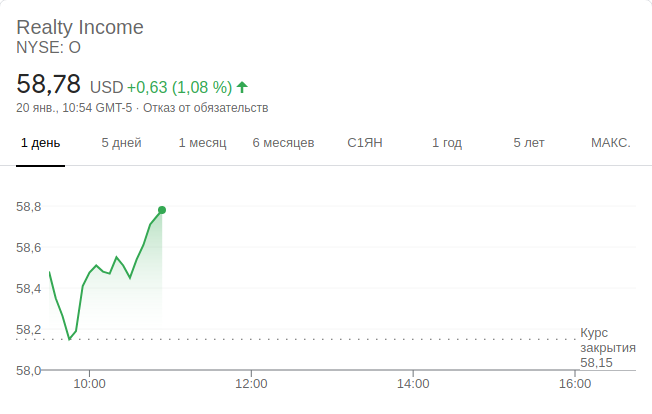 Realty Income
NYSE: O
58,78 USD +0,63 (1,08 %)
20 янв., 10:54 GMT-5 · Отказ от обязательств
1 день 5 дней 1 месяц 6 месяцев С1ЯН 1 год 5 лет МАКС.
58,8
58,6
58,4
58,2
Курс
закрытия
58,15
58,0
10:00 12:00 14:00 16:00